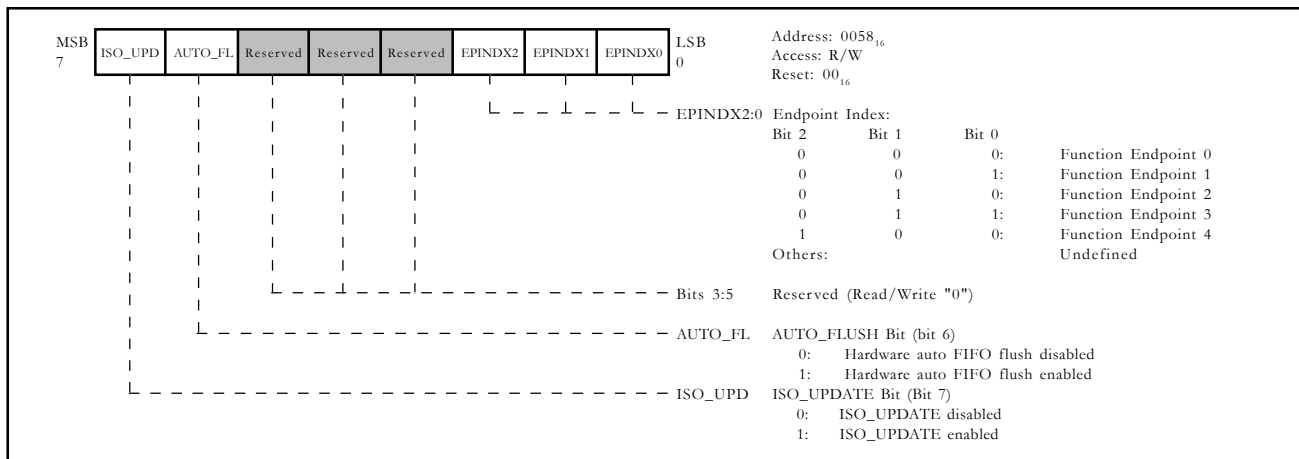 MSB ISO_UPD AUTO_FL Reserved Reserved Reserved EPINDX2 EPINDX1 EPINDX0 LSB
7 0
Address: 0058₁₆
Access: R/W
Reset: 00₁₆
EPINDX2:0 Endpoint Index:
Bit 2 Bit 1 Bit 0
0 0 0: Function Endpoint 0
0 0 1: Function Endpoint 1
0 1 0: Function Endpoint 2
0 1 1: Function Endpoint 3
1 0 0: Function Endpoint 4
Others: Undefined
Bits 3:5 Reserved (Read/Write "0")
AUTO_FL AUTO_FLUSH Bit (bit 6)
0: Hardware auto FIFO flush disabled
1: Hardware auto FIFO flush enabled
ISO_UPD ISO_UPDATE Bit (Bit 7)
0: ISO_UPDATE disabled
1: ISO_UPDATE enabled